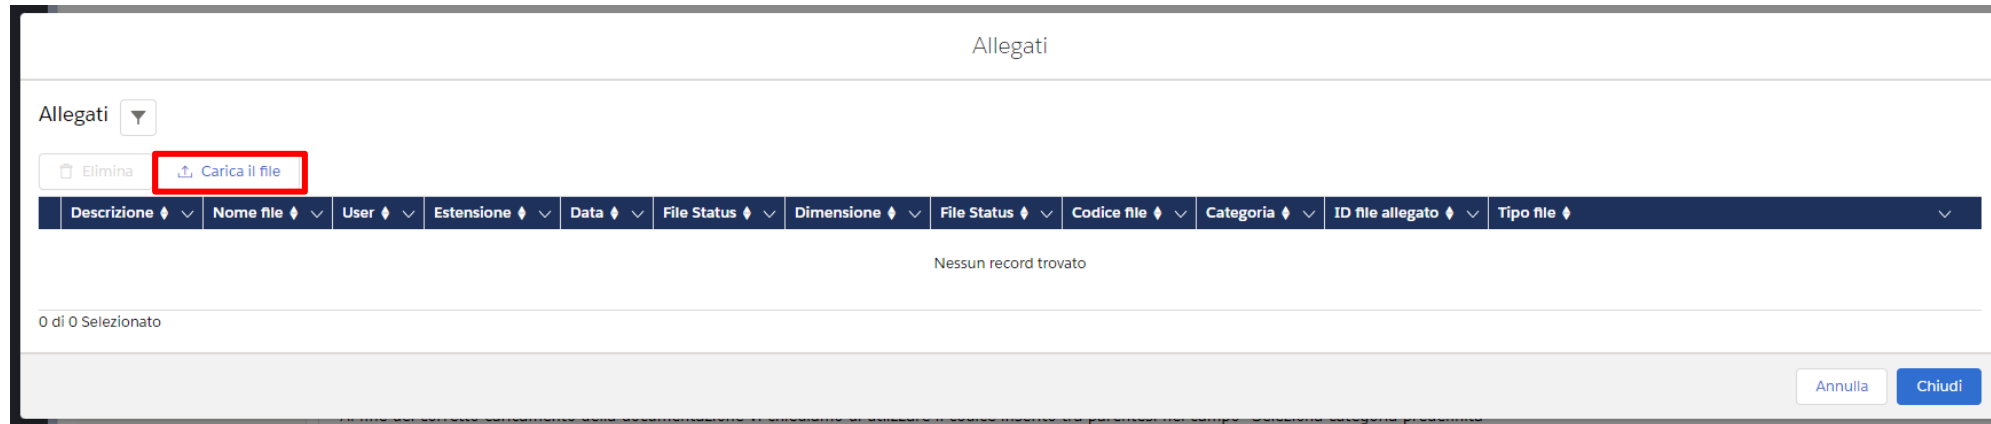 Allegati
Allegati
Elimina Carica il file
Descrizione Nome file User Estensione Data File Status Dimensione File Status Codice file Categoria ID file allegato Tipo file
Nessun record trovato
0 di 0 Selezionato
Annulla Chiudi